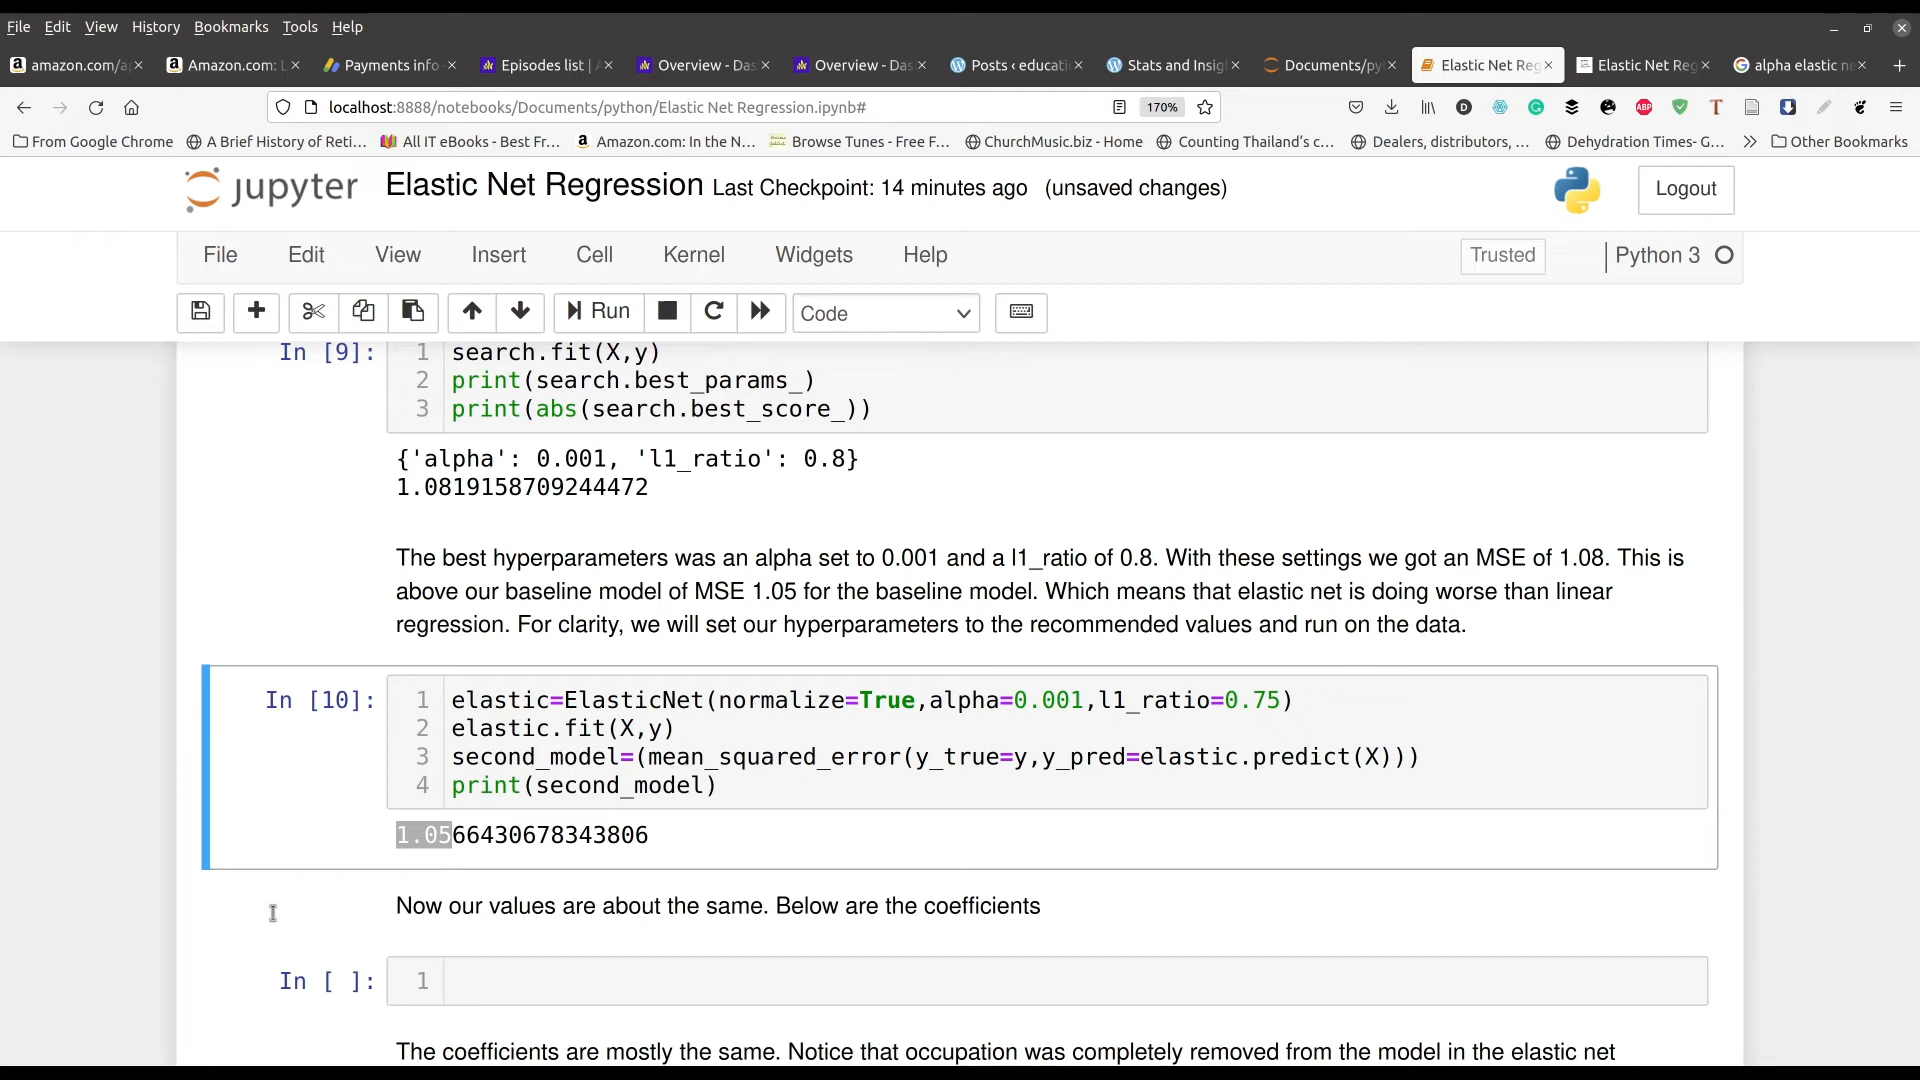 File Edit View History Bookmarks Tools Help
amazon.com/a Amazon.com: L Payments info Episodes list | A Overview - Das Overview - Das Posts ‹ educati Stats and Insig Documents/py Elastic Net Reg Elastic Net Reg alpha elastic ne
localhost:8888/notebooks/Documents/python/Elastic Net Regression.ipynb# 170%
From Google Chrome A Brief History of Reti... All IT eBooks - Best Fr... Amazon.com: In the N... Browse Tunes - Free F... ChurchMusic.biz - Home Counting Thailand's c... Dealers, distributors, ... Dehydration Times- G... Other Bookmarks
jupyter Elastic Net Regression Last Checkpoint: 14 minutes ago (unsaved changes) Logout
File Edit View Insert Cell Kernel Widgets Help Trusted Python 3
Run Code
In [9]: 1 search.fit(X,y)
2 print(search.best_params_)
3 print(abs(search.best_score_))
{'alpha': 0.001, 'l1_ratio': 0.8}
1.0819158709244472
The best hyperparameters was an alpha set to 0.001 and a l1_ratio of 0.8. With these settings we got an MSE of 1.08. This is
above our baseline model of MSE 1.05 for the baseline model. Which means that elastic net is doing worse than linear
regression. For clarity, we will set our hyperparameters to the recommended values and run on the data.
In [10]: 1 elastic=ElasticNet(normalize=True,alpha=0.001,l1_ratio=0.75)
2 elastic.fit(X,y)
3 second_model=(mean_squared_error(y_true=y,y_pred=elastic.predict(X)))
4 print(second_model)
1.0566430678343806
Now our values are about the same. Below are the coefficients
In [ ]: 1
The coefficients are mostly the same. Notice that occupation was completely removed from the model in the elastic net